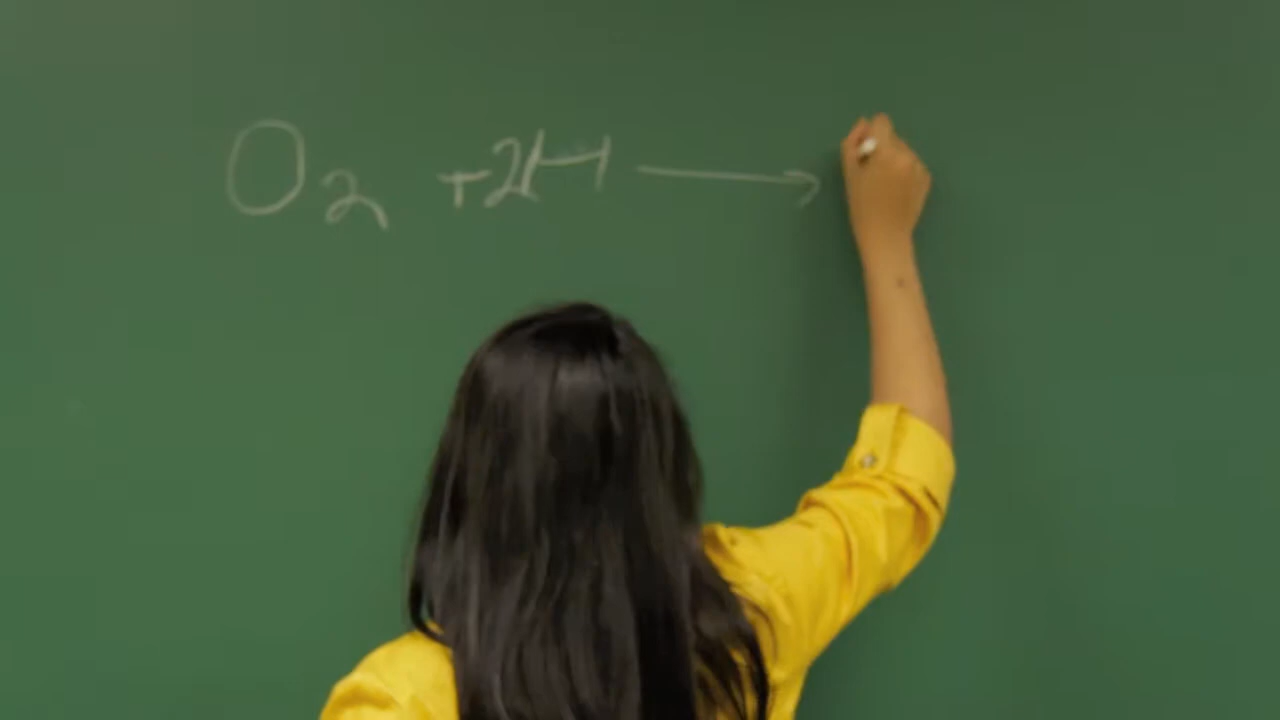 O₂ +2H ⟶